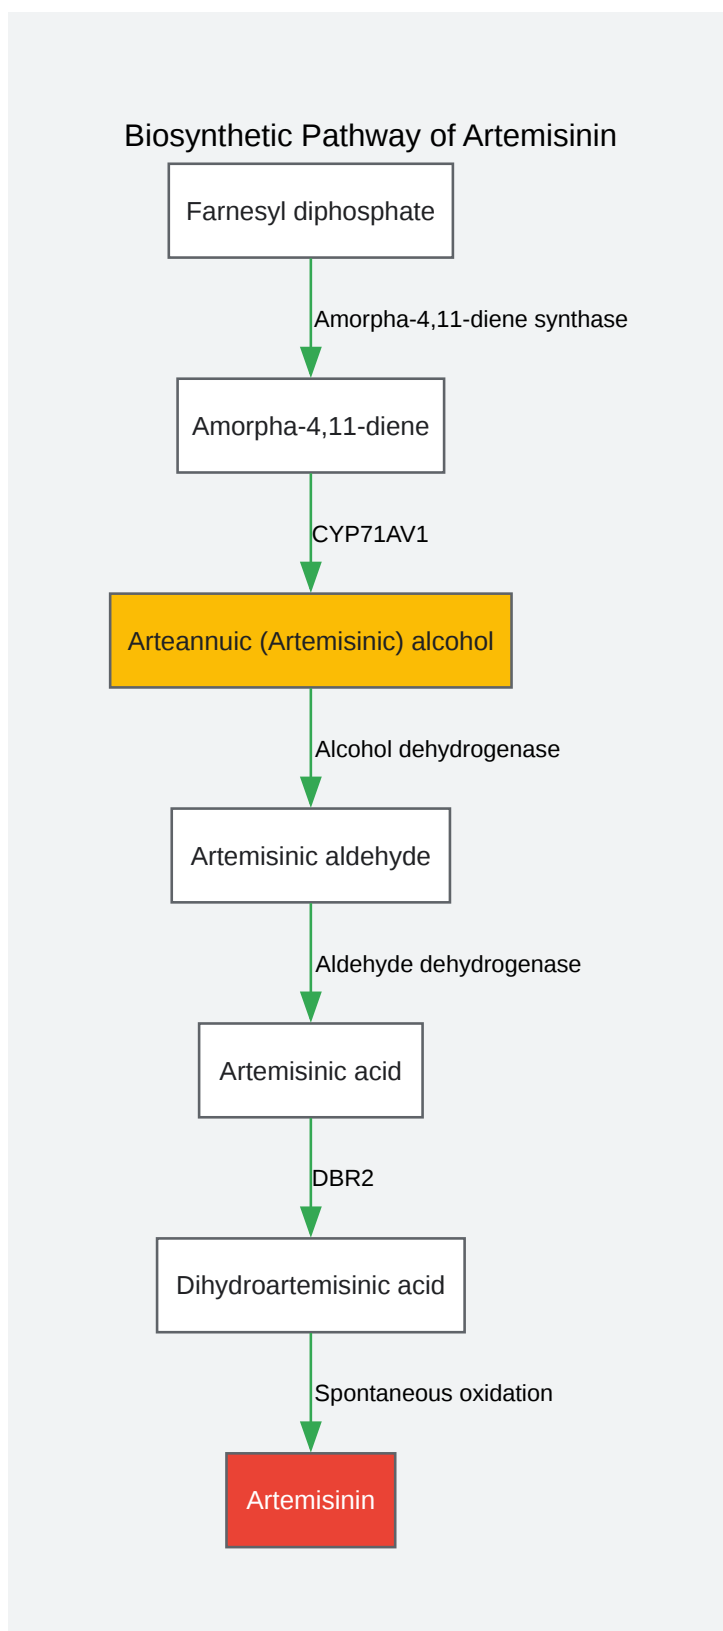 Biosynthetic Pathway of Artemisinin
Farnesyl diphosphate
Amorpha-4,11-diene synthase
Amorpha-4,11-diene
CYP71AV1
Arteannuic (Artemisinic) alcohol
Alcohol dehydrogenase
Artemisinic aldehyde
Aldehyde dehydrogenase
Artemisinic acid
DBR2
Dihydroartemisinic acid
Spontaneous oxidation
Artemisinin